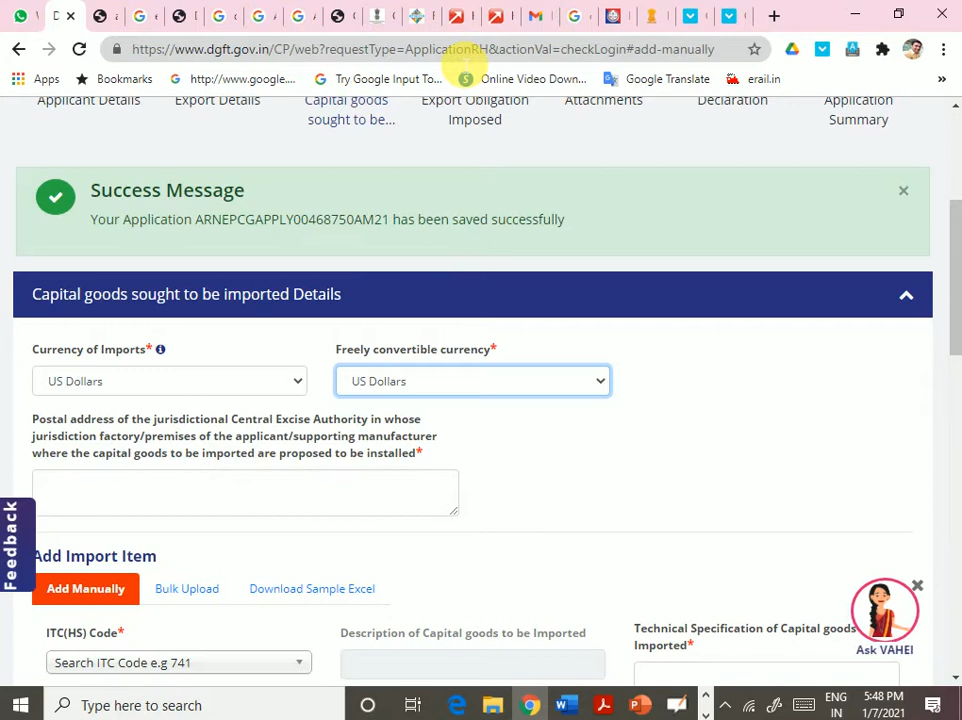 https://www.dgft.gov.in/CP/web?requestType=ApplicationRH&actionVal=checkLogin#add-manually
Apps
Bookmarks
http://www.google....
Try Google Input To...
Online Video Down...
Google Translate
erail.in
»
Applicant Details
Export Details
Capital goods
sought to be...
Export Obligation
Imposed
Attachments
Declaration
Application
Summary
Success Message
Your Application ARNEPCGAPPLY00468750AM21 has been saved successfully
Capital goods sought to be imported Details
Currency of Imports*
Freely convertible currency*
US Dollars
US Dollars
Postal address of the jurisdictional Central Excise Authority in whose
jurisdiction factory/premises of the applicant/supporting manufacturer
where the capital goods to be imported are proposed to be installed*
Feedback
Add Import Item
Add Manually
Bulk Upload
Download Sample Excel
Ask VAHEI
ITC(HS) Code*
Description of Capital goods to be Imported
Technical Specification of Capital goods
Imported*
Search ITC Code e.g 741
Type here to search
ENG
IN
5:48 PM
1/7/2021